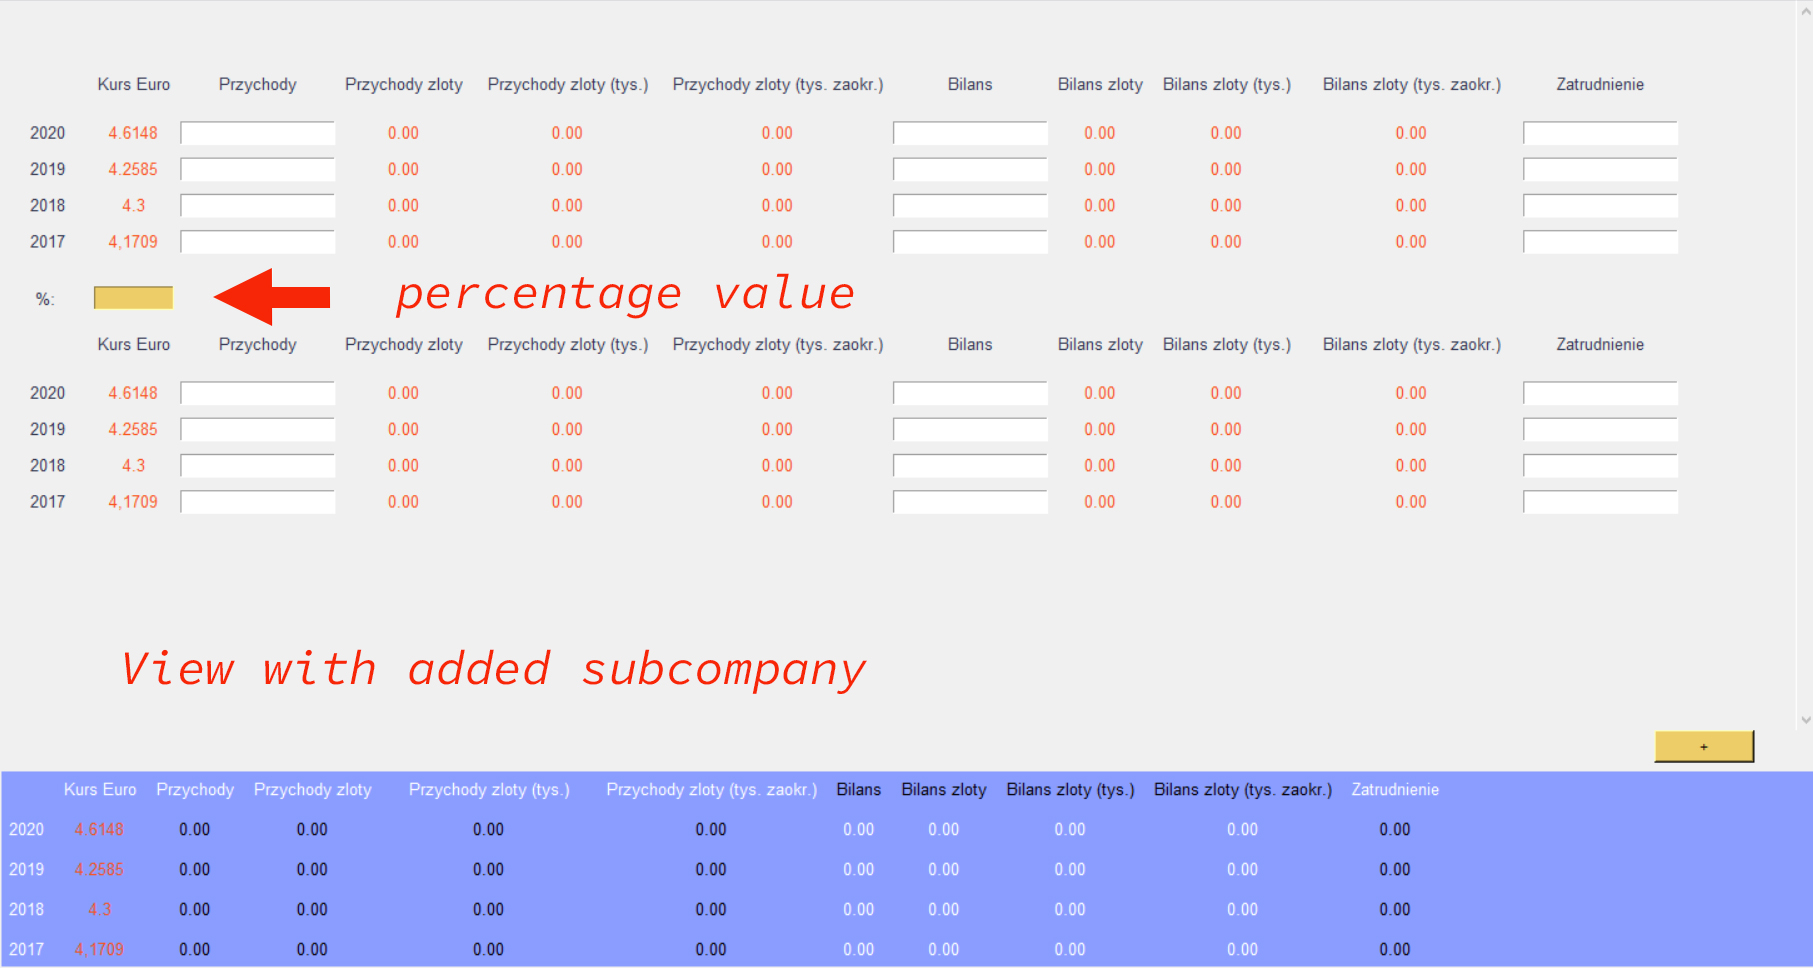 Kurs Euro Przychody Przychody zloty Przychody zloty (tys.) Przychody zloty (tys. zaokr.) Bilans Bilans zloty Bilans zloty (tys.) Bilans zloty (tys. zaokr.) Zatrudnienie
2020 4.6148 0.00 0.00 0.00 0.00 0.00 0.00
2019 4.2585 0.00 0.00 0.00 0.00 0.00 0.00
2018 4.3 0.00 0.00 0.00 0.00 0.00 0.00
2017 4,1709 0.00 0.00 0.00 0.00 0.00 0.00
%: percentage value
Kurs Euro Przychody Przychody zloty Przychody zloty (tys.) Przychody zloty (tys. zaokr.) Bilans Bilans zloty Bilans zloty (tys.) Bilans zloty (tys. zaokr.) Zatrudnienie
2020 4.6148 0.00 0.00 0.00 0.00 0.00 0.00
2019 4.2585 0.00 0.00 0.00 0.00 0.00 0.00
2018 4.3 0.00 0.00 0.00 0.00 0.00 0.00
2017 4,1709 0.00 0.00 0.00 0.00 0.00 0.00
View with added subcompany
+
Kurs Euro Przychody Przychody zloty Przychody zloty (tys.) Przychody zloty (tys. zaokr.) Bilans Bilans zloty Bilans zloty (tys.) Bilans zloty (tys. zaokr.) Zatrudnienie
2020 4.6148 0.00 0.00 0.00 0.00 0.00 0.00 0.00 0.00 0.00
2019 4.2585 0.00 0.00 0.00 0.00 0.00 0.00 0.00 0.00 0.00
2018 4.3 0.00 0.00 0.00 0.00 0.00 0.00 0.00 0.00 0.00
2017 4,1709 0.00 0.00 0.00 0.00 0.00 0.00 0.00 0.00 0.00